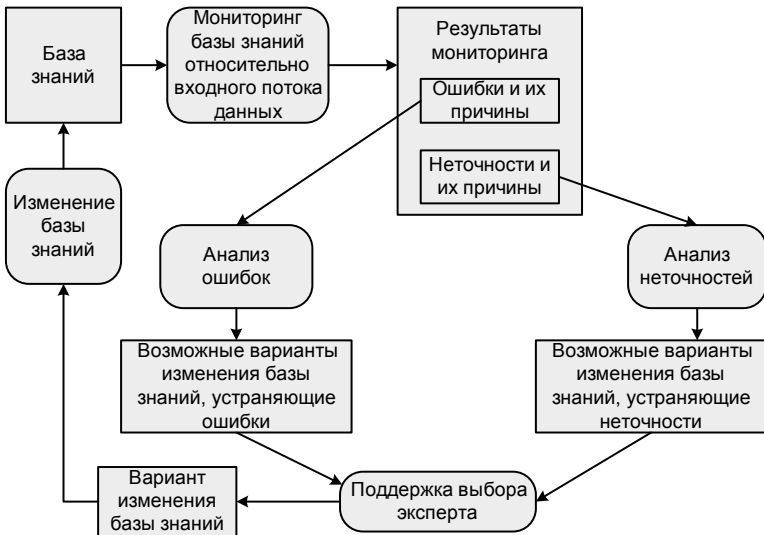 База
знаний
Мониторинг
базы знаний
относительно
входного потока
данных
Результаты
мониторинга
Ошибки и их
причины
Неточности и
их причины
Изменение
базы
знаний
Анализ
ошибок
Анализ
неточностей
Возможные варианты
изменения базы
знаний, устраняющие
ошибки
Возможные варианты
изменения базы
знаний, устраняющие
неточности
Вариант
изменения
базы знаний
Поддержка выбора
эксперта